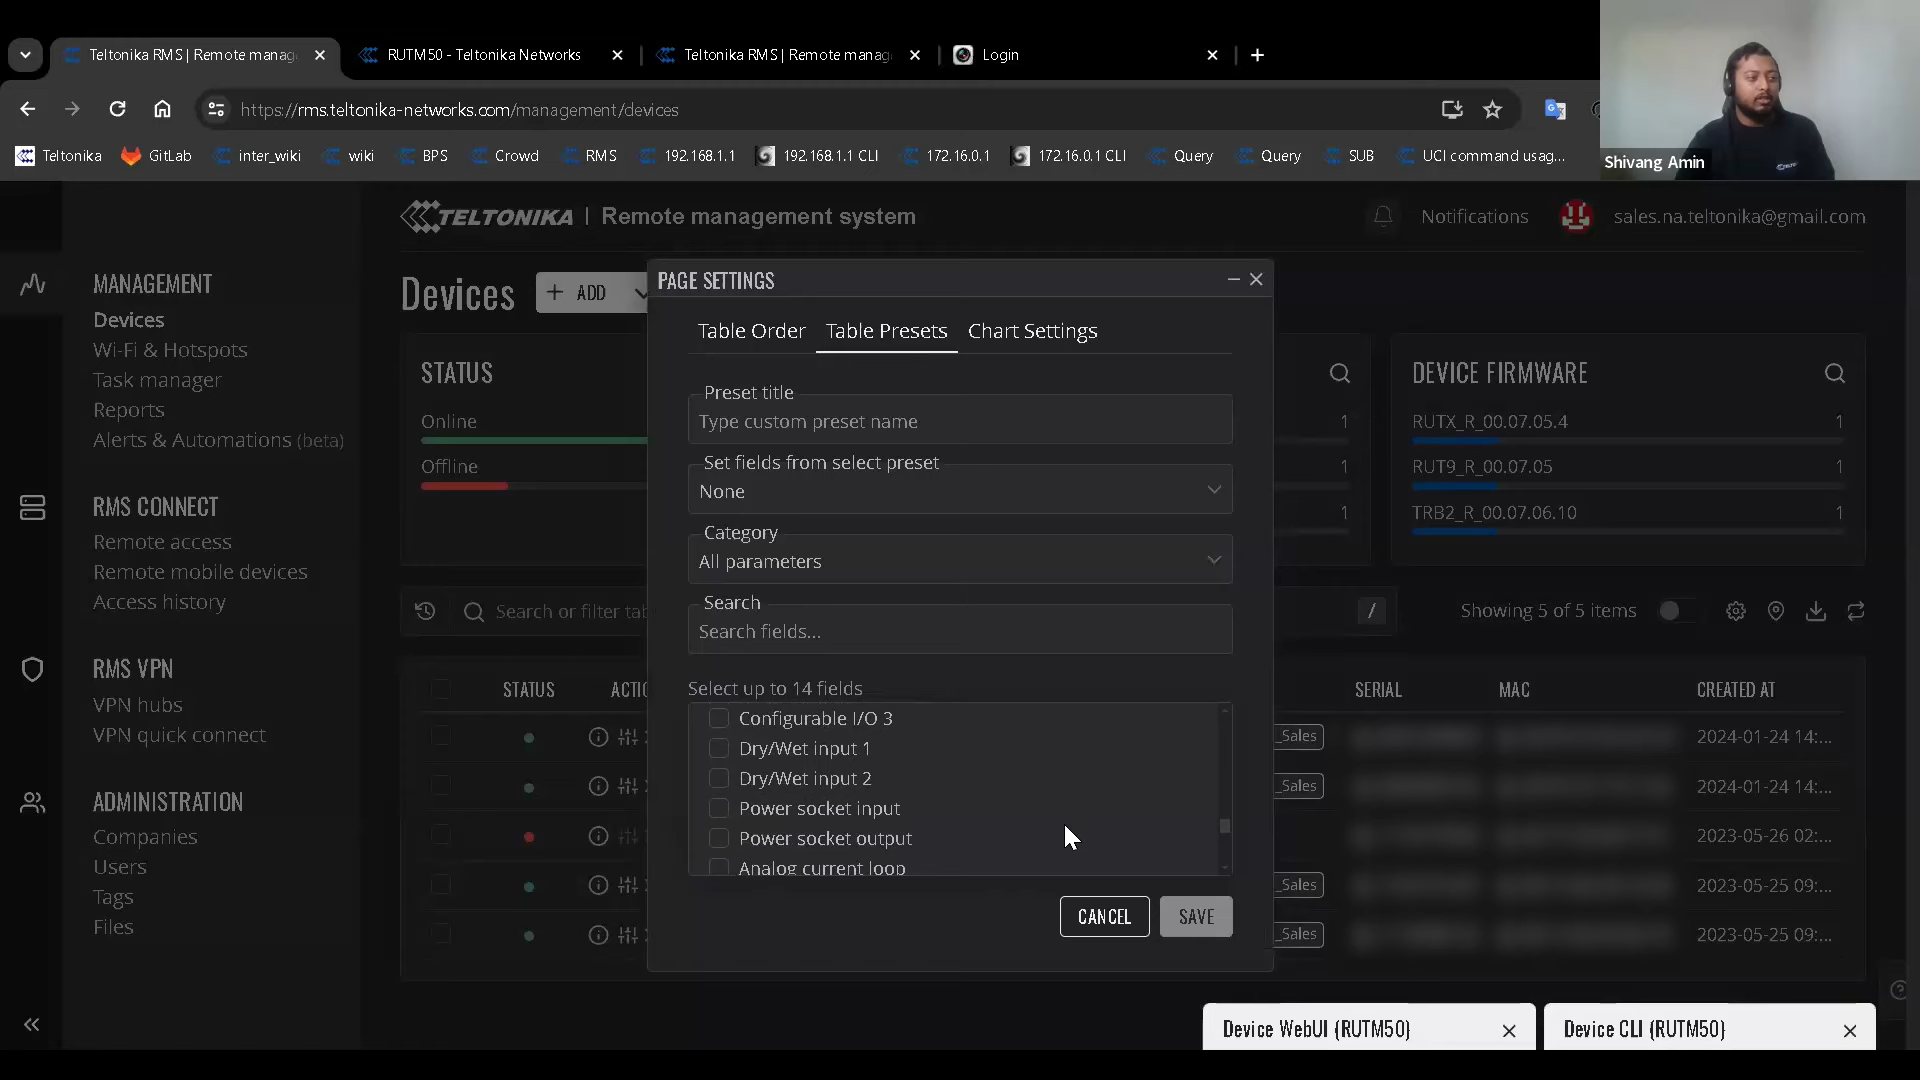 Teltonika RMS | Remote manag
RUTM50 - Teltonika Networks
Teltonika RMS | Remote manag
Login
https://rms.teltonika-networks.com/management/devices
Teltonika
GitLab
inter_wiki
wiki
BPS
Crowd
RMS
192.168.1.1
192.168.1.1 CLI
172.16.0.1
172.16.0.1 CLI
Query
Query
SUB
UCI command usag...
Shivang Amin
TELTONIKA | Remote management system
Notifications
sales.na.teltonika@gmail.com
MANAGEMENT
Devices
Wi-Fi & Hotspots
Task manager
Reports
Alerts & Automations (beta)
RMS CONNECT
Remote access
Remote mobile devices
Access history
RMS VPN
VPN hubs
VPN quick connect
ADMINISTRATION
Companies
Users
Tags
Files
Devices
+ ADD
STATUS
Online
Offline
PAGE SETTINGS
Table Order
Table Presets
Chart Settings
Preset title
Type custom preset name
Set fields from select preset
None
Category
All parameters
Search
Search fields...
Select up to 14 fields
Configurable I/O 3
Dry/Wet input 1
Dry/Wet input 2
Power socket input
Power socket output
Analog current loop
CANCEL
SAVE
1
1
1
DEVICE FIRMWARE
RUTX_R_00.07.05.4
1
RUT9_R_00.07.05
1
TRB2_R_00.07.06.10
1
Search or filter tab
/
Showing 5 of 5 items
STATUS
ACTIO
SERIAL
MAC
CREATED AT
_Sales
2024-01-24 14:...
_Sales
2024-01-24 14:...
2023-05-26 02:...
_Sales
2023-05-25 09:...
_Sales
2023-05-25 09:...
Device WebUI (RUTM50)
Device CLI (RUTM50)